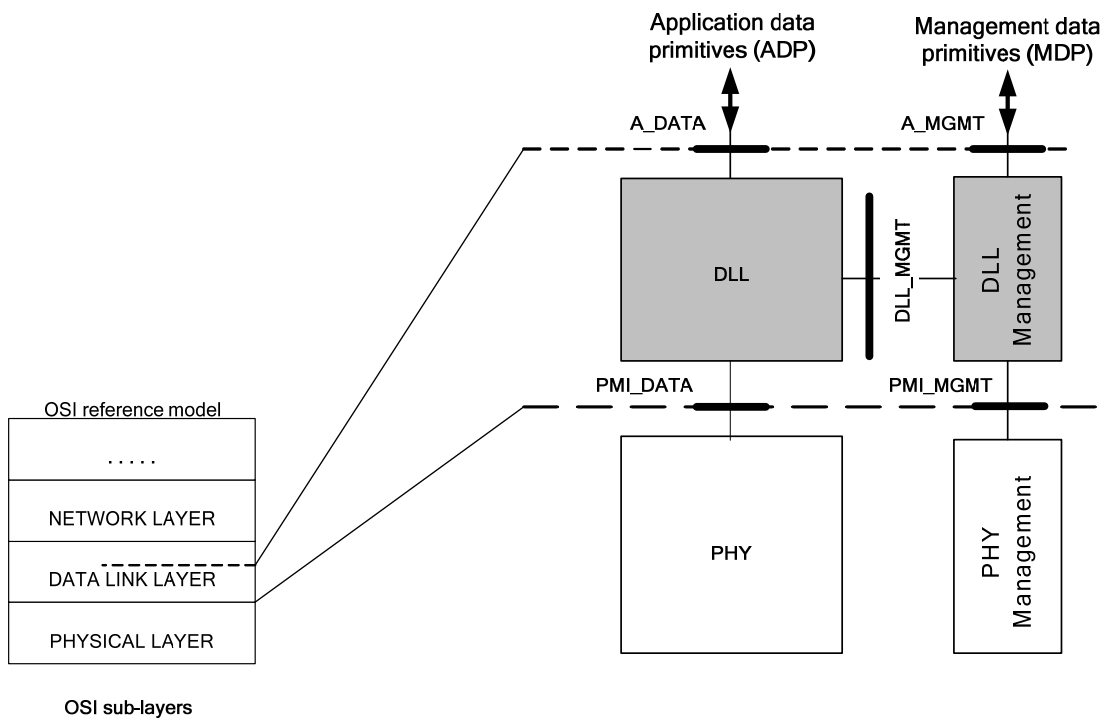 Application data
primitives (ADP)
Management data
primitives (MDP)
A_DATA
A_MGMT
DLL
DLL_MGMT
DLL
Management
PMI_DATA
PMI_MGMT
OSI reference model
. . . . .
NETWORK LAYER
DATA LINK LAYER
PHYSICAL LAYER
PHY
PHY
Management
OSI sub-layers